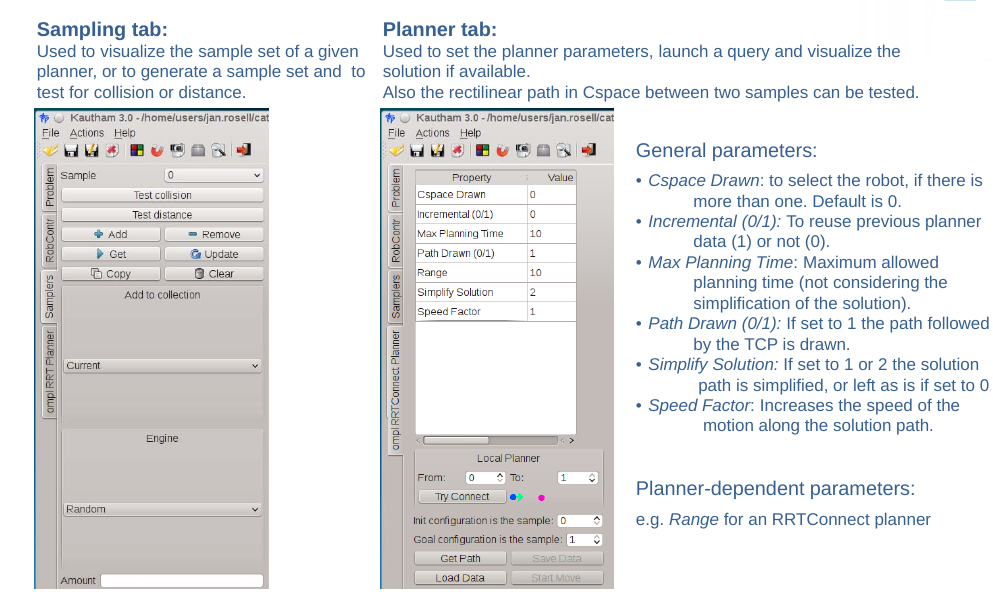 Sampling tab:
Used to visualize the sample set of a given
planner, or to generate a sample set and  to
test for collision or distance.
Kautham 3.0 - /home/users/jan.rosell/cat
File Actions Help
Problem
RobContr
Samplers
ompl RRT Planner
Sample 0
Test collision
Test distance
Add Remove
Get Update
Copy Clear
Add to collection
Current
Engine
Random
Amount
Planner tab:
Used to set the planner parameters, launch a query and visualize the
solution if available.
Also the rectilinear path in Cspace between two samples can be tested.
Kautham 3.0 - /home/users/jan.rosell/cat
File Actions Help
Problem
RobContr
Samplers
ompl RRTConnect Planner
Property Value
Cspace Drawn 0
Incremental (0/1) 0
Max Planning Time 10
Path Drawn (0/1) 1
Range 10
Simplify Solution 2
Speed Factor 1
Local Planner
From: 0 To: 1
Try Connect
Init configuration is the sample: 0
Goal configuration is the sample: 1
Get Path Save Data
Load Data Start Move
General parameters:
• Cspace Drawn: to select the robot, if there is
more than one. Default is 0.
• Incremental (0/1): To reuse previous planner
data (1) or not (0).
• Max Planning Time: Maximum allowed
planning time (not considering the
simplification of the solution).
• Path Drawn (0/1): If set to 1 the path followed
by the TCP is drawn.
• Simplify Solution: If set to 1 or 2 the solution
path is simplified, or left as is if set to 0
• Speed Factor: Increases the speed of the
motion along the solution path.
Planner-dependent parameters:
e.g. Range for an RRTConnect planner